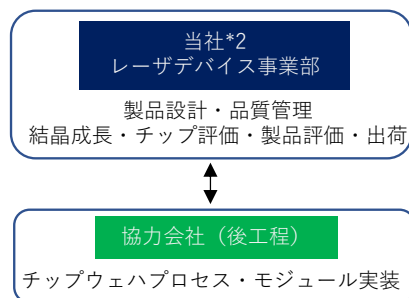 当社*2
レーザデバイス事業部
製品設計・品質管理
結晶成長・チップ評価・製品評価・出荷
協力会社（後工程）
チップウェハプロセス・モジュール実装